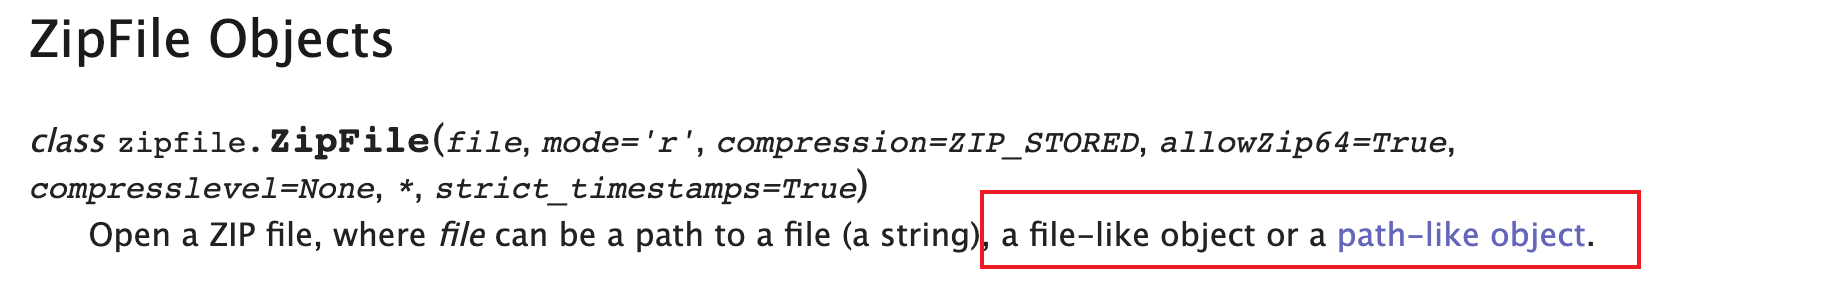 ZipFile Objects
class zipfile.ZipFile(file, mode='r', compression=ZIP_STORED, allowZip64=True,
compresslevel=None, *, strict_timestamps=True)
Open a ZIP file, where file can be a path to a file (a string), a file-like object or a path-like object.